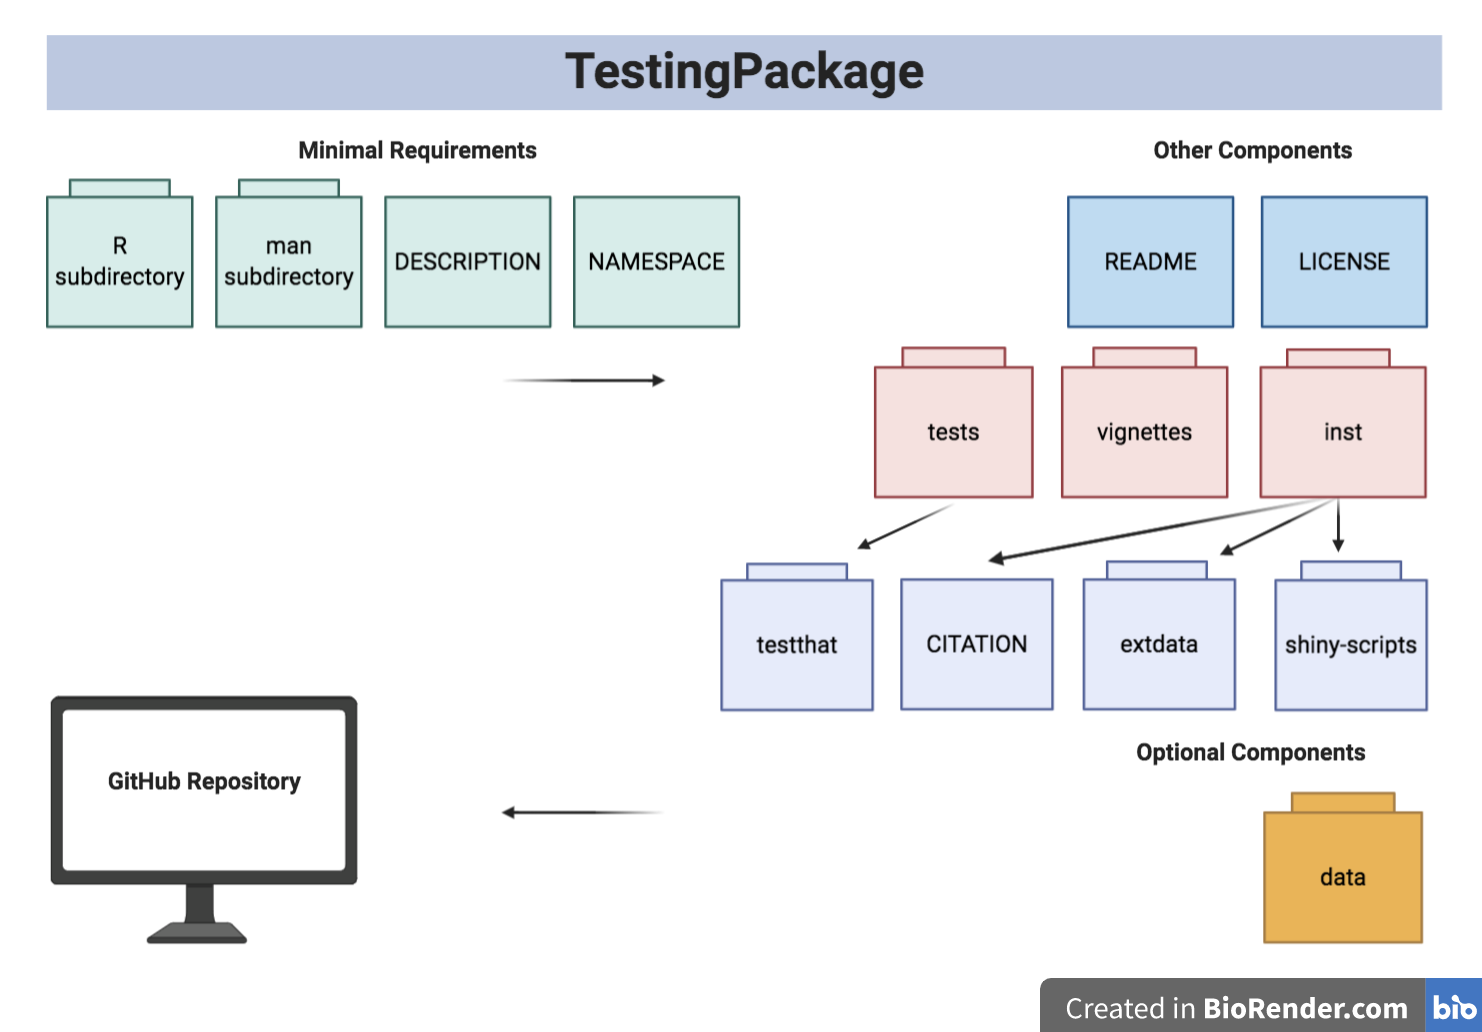 TestingPackage
Minimal Requirements
Other Components
R
subdirectory
man
subdirectory
DESCRIPTION
NAMESPACE
README
LICENSE
tests
vignettes
inst
testthat
CITATION
extdata
shiny-scripts
Optional Components
GitHub Repository
data
Created in BioRender.com
bio